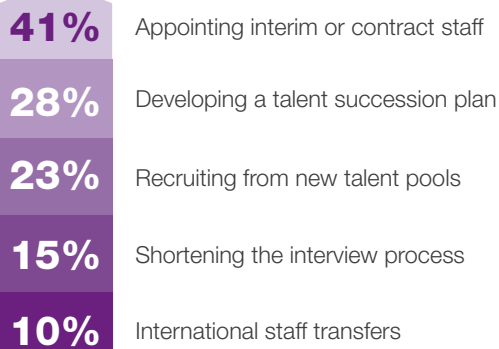 41% Appointing interim or contract staff
28% Developing a talent succession plan
23% Recruiting from new talent pools
15% Shortening the interview process
10% International staff transfers